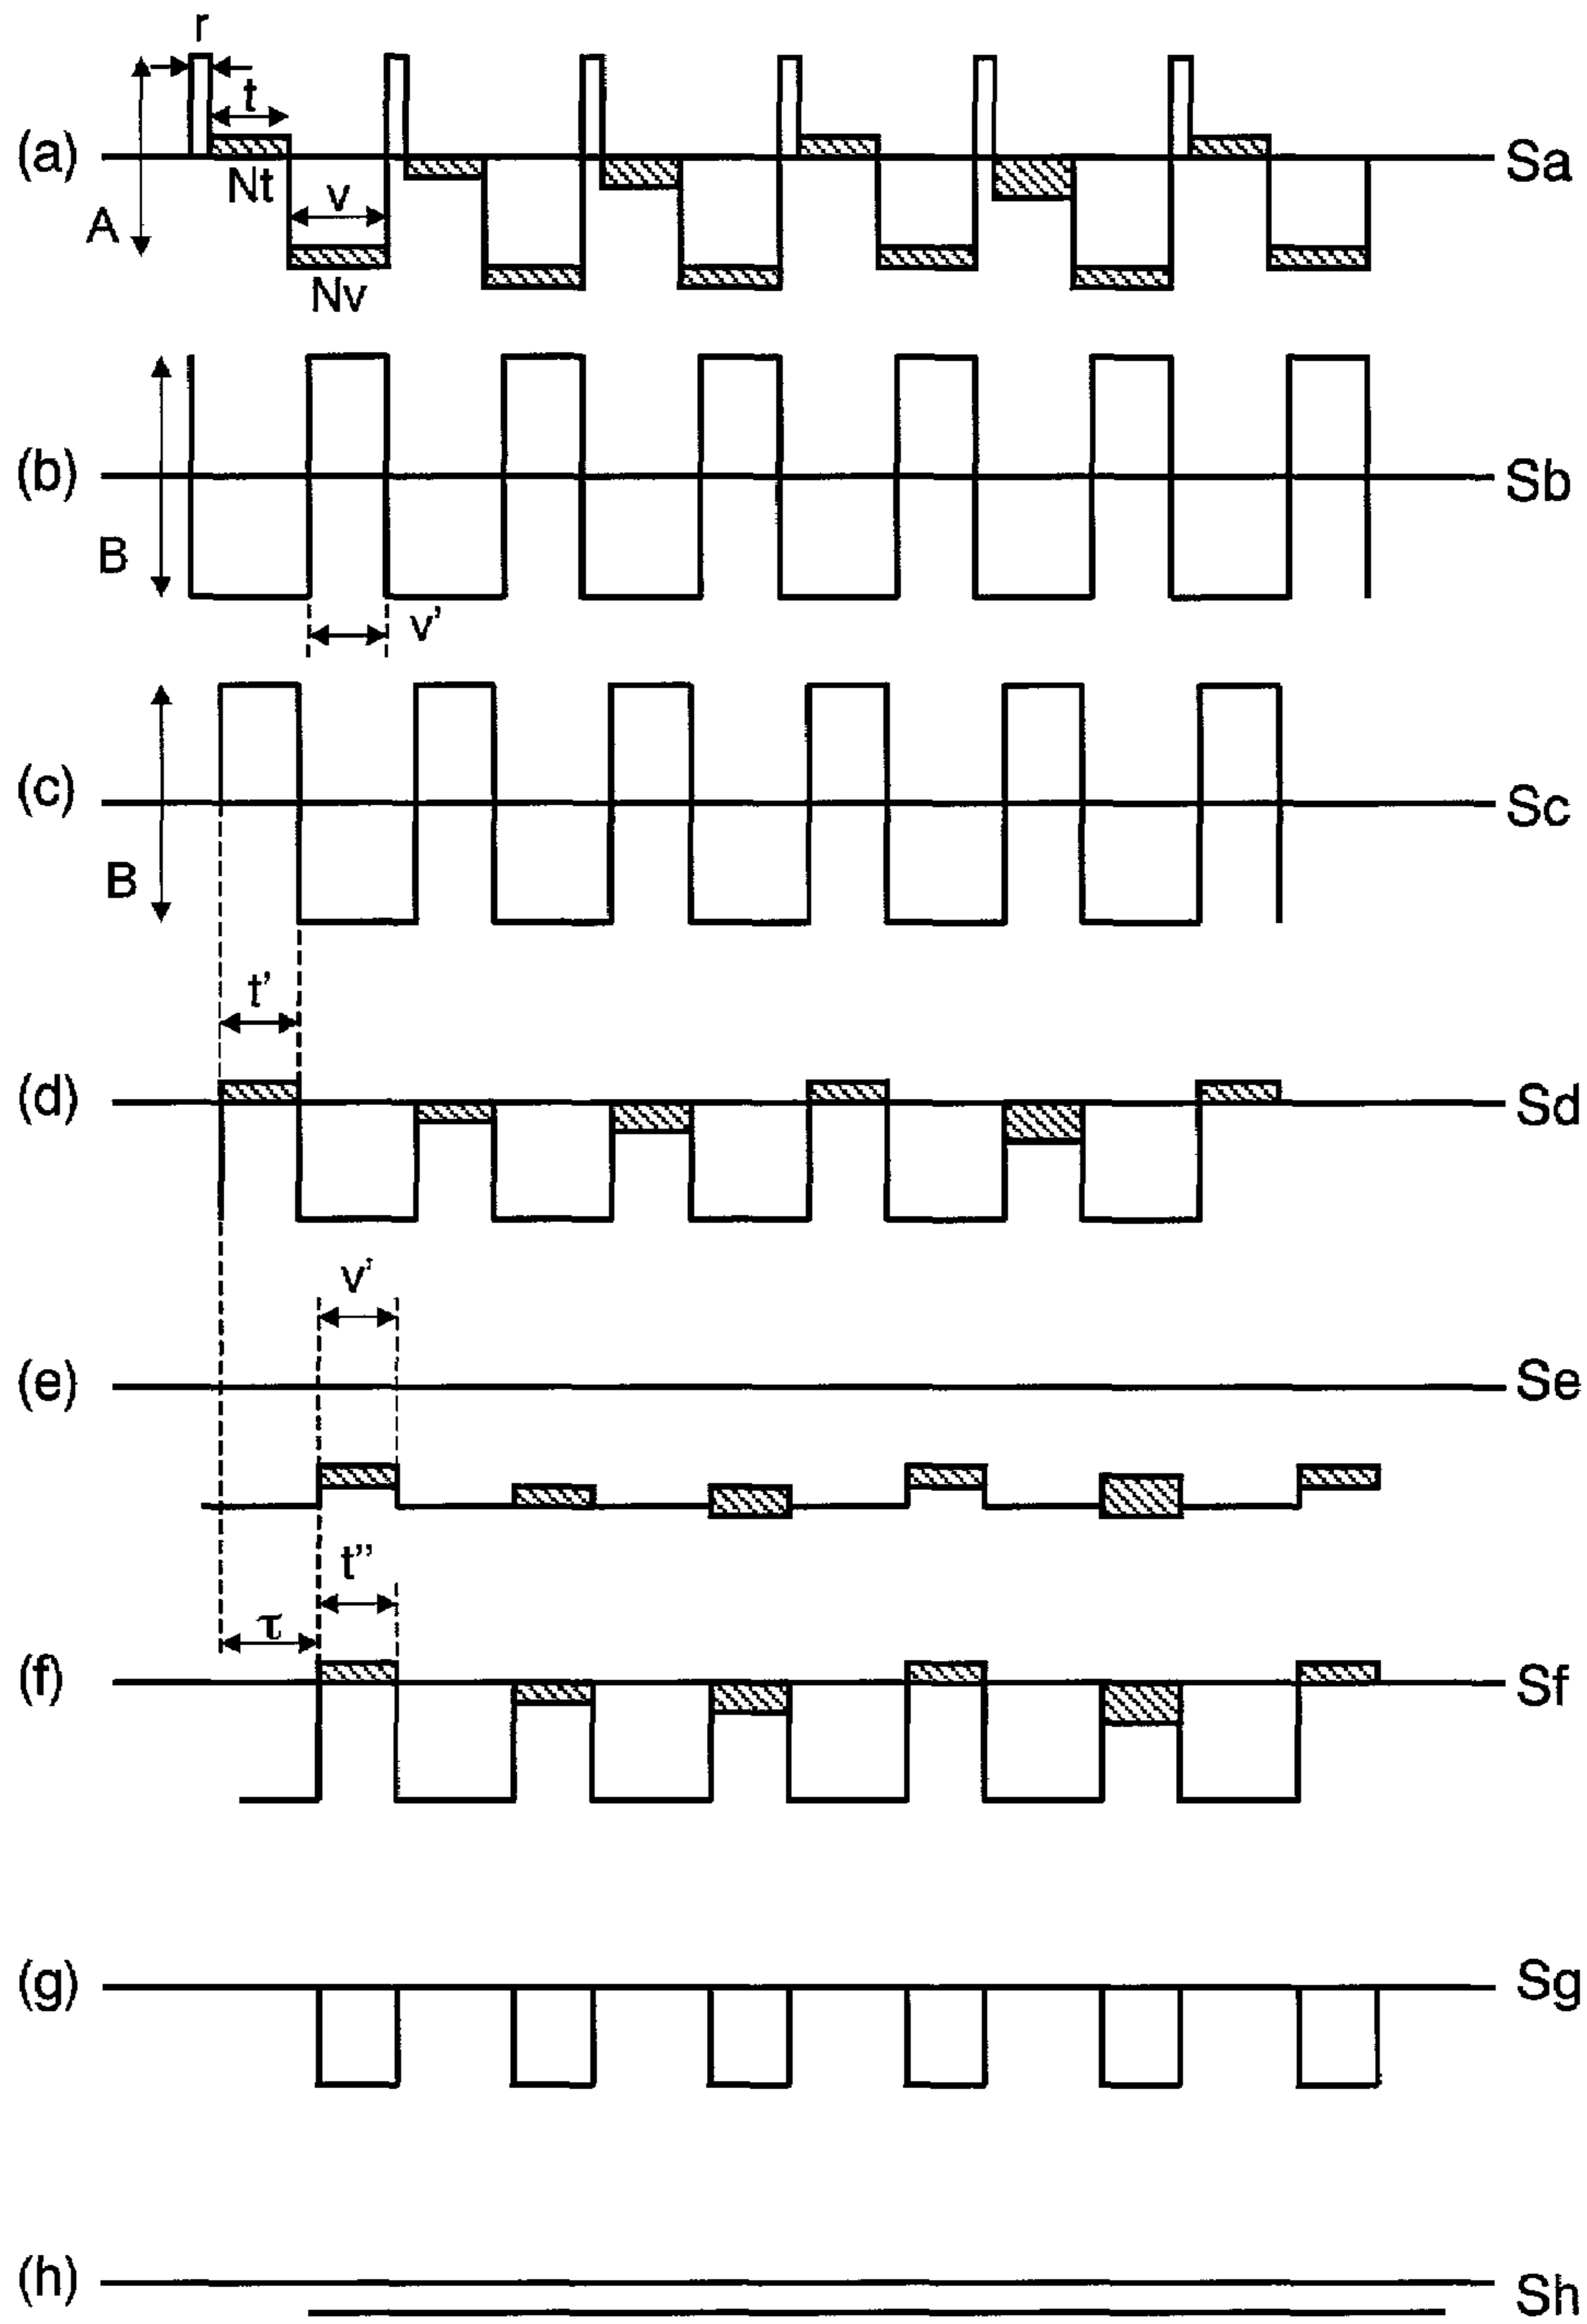 r
t
(a) Sa
Nt
v
A
Nv
(b) Sb
B
v’
(c) Sc
B
t’
(d) Sd
v’
(e) Se
t”
τ
(f) Sf
(g) Sg
(h) Sh